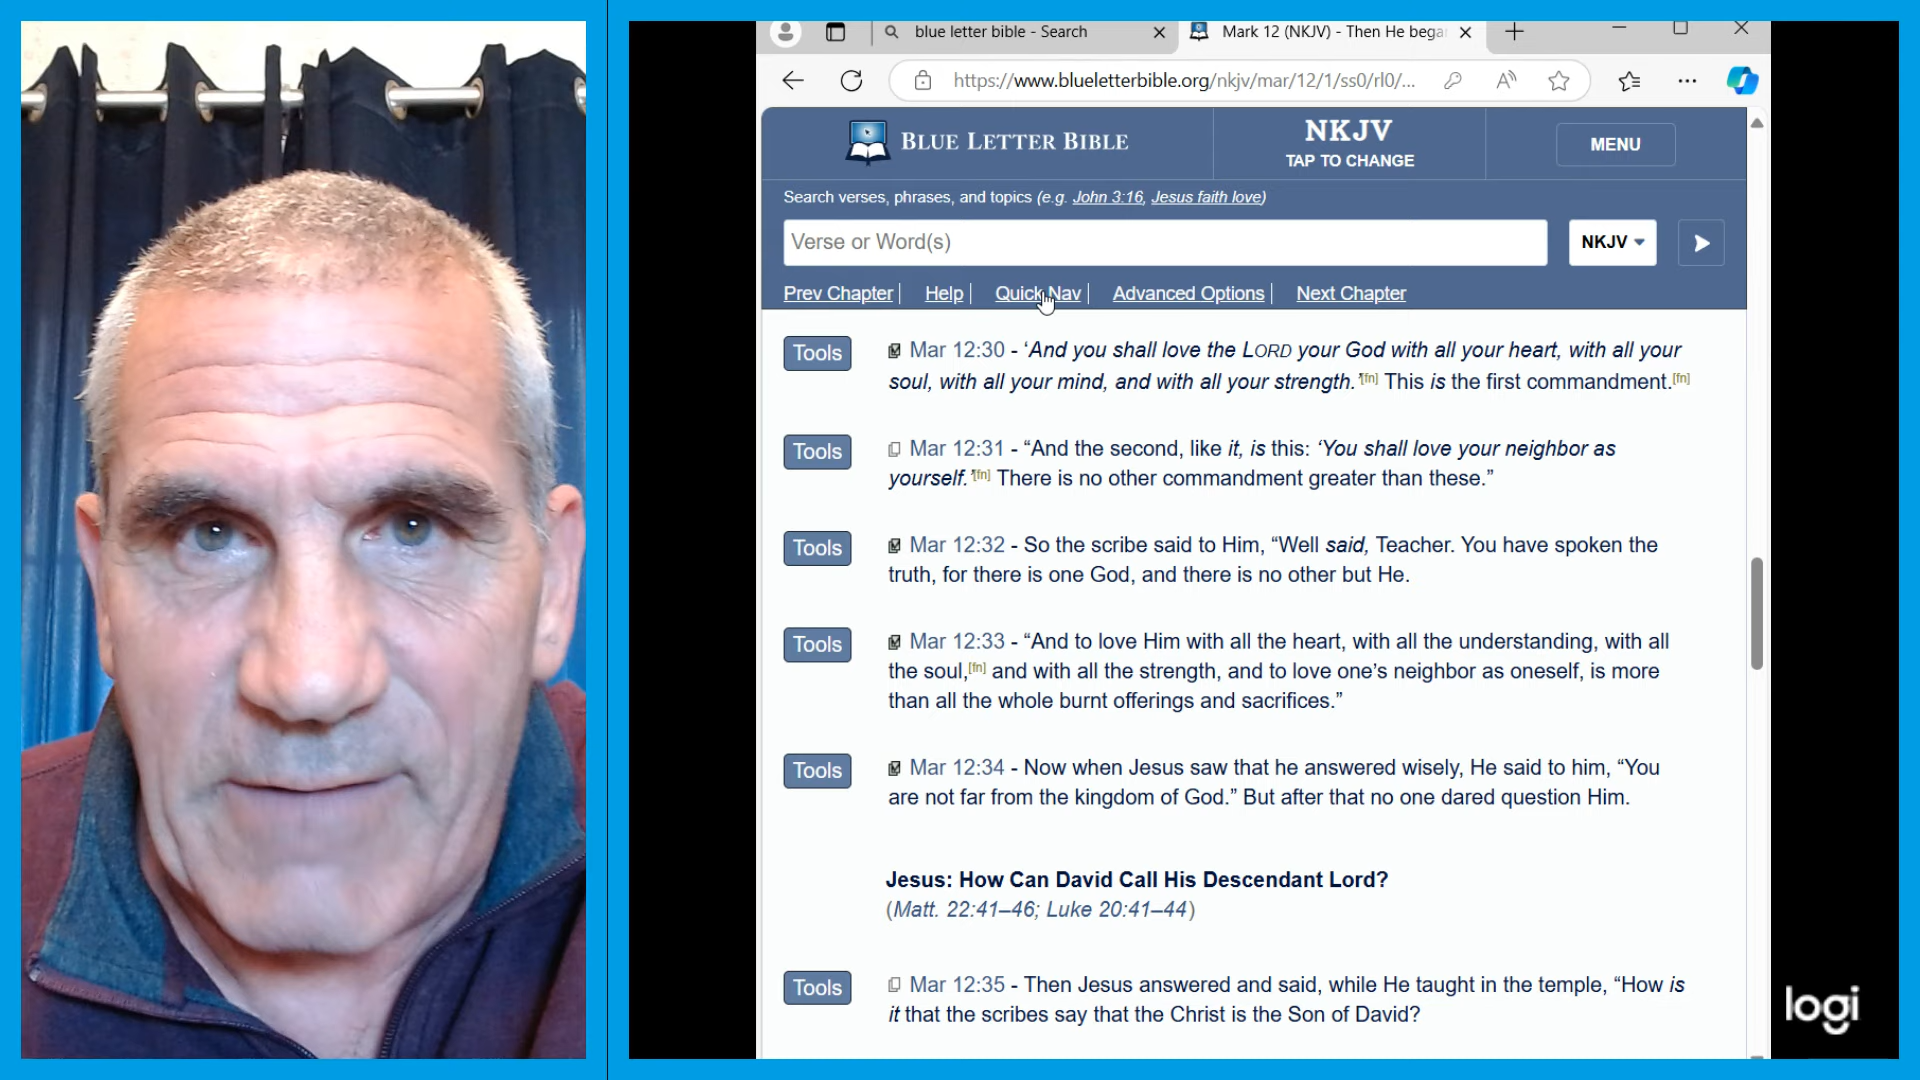 blue letter bible - Search
Mark 12 (NKJV) - Then He bega
https://www.blueletterbible.org/nkjv/mar/12/1/ss0/rl0/...
BLUE LETTER BIBLE
NKJV
TAP TO CHANGE
MENU
Search verses, phrases, and topics (e.g. John 3:16, Jesus faith love)
Verse or Word(s)
NKJV
Prev Chapter | Help | Quick Nav | Advanced Options | Next Chapter
Tools
Mar 12:30 - ‘And you shall love the LORD your God with all your heart, with all your
soul, with all your mind, and with all your strength.’[fn] This is the first commandment.[fn]
Tools
Mar 12:31 - “And the second, like it, is this: ‘You shall love your neighbor as
yourself.’[fn] There is no other commandment greater than these.”
Tools
Mar 12:32 - So the scribe said to Him, “Well said, Teacher. You have spoken the
truth, for there is one God, and there is no other but He.
Tools
Mar 12:33 - “And to love Him with all the heart, with all the understanding, with all
the soul,[fn] and with all the strength, and to love one’s neighbor as oneself, is more
than all the whole burnt offerings and sacrifices.”
Tools
Mar 12:34 - Now when Jesus saw that he answered wisely, He said to him, “You
are not far from the kingdom of God.” But after that no one dared question Him.
Jesus: How Can David Call His Descendant Lord?
(Matt. 22:41–46; Luke 20:41–44)
Tools
Mar 12:35 - Then Jesus answered and said, while He taught in the temple, “How is
it that the scribes say that the Christ is the Son of David?
logi